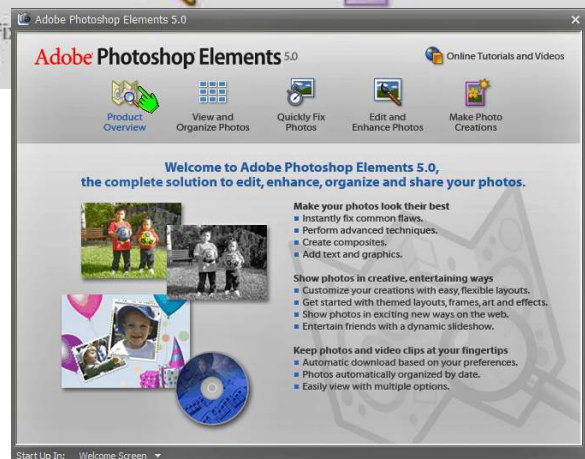 Adobe Photoshop Elements 5.0
Adobe Photoshop Elements 5.0
Online Tutorials and Videos
Product Overview
View and Organize Photos
Quickly Fix Photos
Edit and Enhance Photos
Make Photo Creations
Welcome to Adobe Photoshop Elements 5.0,
the complete solution to edit, enhance, organize and share your photos.
Make your photos look their best
Instantly fix common flaws.
Perform advanced techniques.
Create composites.
Add text and graphics.
Show photos in creative, entertaining ways
Customize your creations with easy, flexible layouts.
Get started with themed layouts, frames, art and effects.
Show photos in exciting new ways on the web.
Entertain friends with a dynamic slideshow.
Keep photos and video clips at your fingertips
Automatic download based on your preferences.
Photos automatically organized by date.
Easily view with multiple options.
Start Up In: Welcome Screen